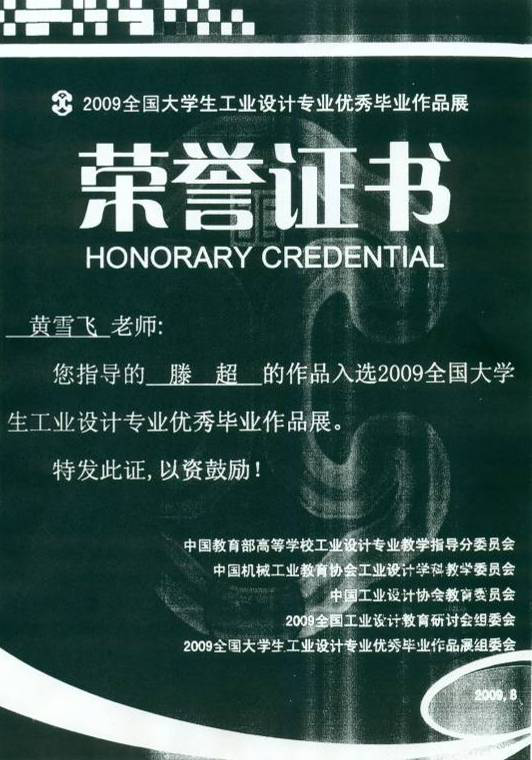 2009全国大学生工业设计专业优秀毕业作品展
荣誉证书
HONORARY CREDENTIAL
黄雪飞 老师:
您指导的 滕 超 的作品入选2009全国大学
生工业设计专业优秀毕业作品展。
特发此证,以资鼓励!
中国教育部高等学校工业设计专业教学指导分委员会
中国机械工业教育协会工业设计学科教学委员会
中国工业设计协会教育委员会
2009全国工业设计教育研讨会组委会
2009全国大学生工业设计专业优秀毕业作品展组委会
2009.8